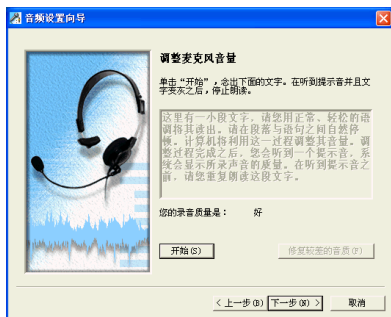 音频设置向导
调整麦克风音量
单击“开始”，念出下面的文字。在听到提示音并且文
字变灰之后，停止朗读。
这里有一小段文字，请您用正常、轻松的语
调将其读出。请在段落与语句之间自然停
顿。计算机将利用这一过程调整其音量。调
整过程完成之后，您会听到一个提示音，系
统会显示所录声音的质量。在听到提示音之
前，请您重复朗读这段文字。
您的录音质量是： 好
开始(S)
修复较差的音质(P)
< 上一步(B)
下一步(N) >
取消